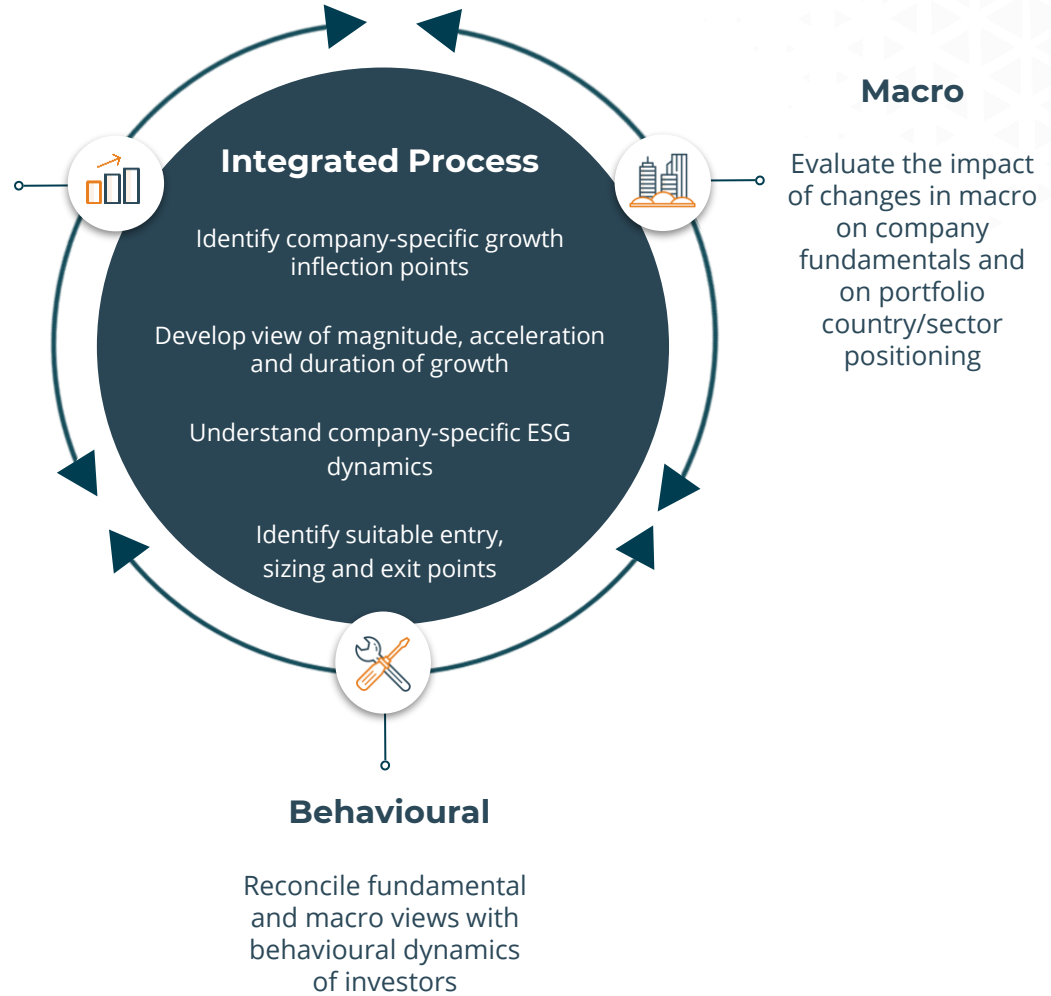 Integrated Process
Identify company-specific growth
inflection points
Develop view of magnitude, acceleration
and duration of growth
Understand company-specific ESG
dynamics
Identify suitable entry,
sizing and exit points
Macro
Evaluate the impact
of changes in macro
on company
fundamentals and
on portfolio
country/sector
positioning
Behavioural
Reconcile fundamental
and macro views with
behavioural dynamics
of investors